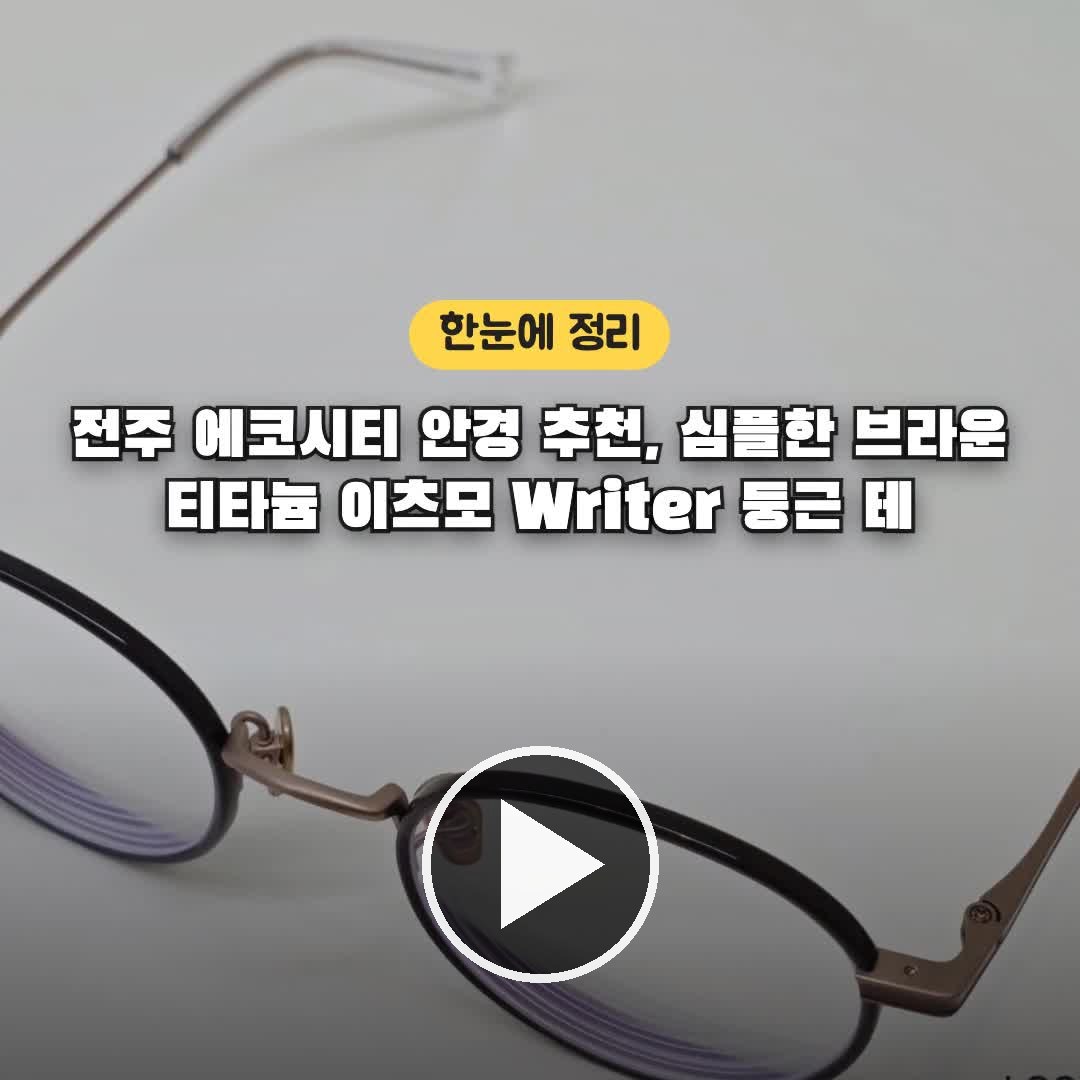 한눈에 정리
전주 에코시티 안경 추천, 심플한 브라운
티타늄 이츠모 Writer 둥근 테